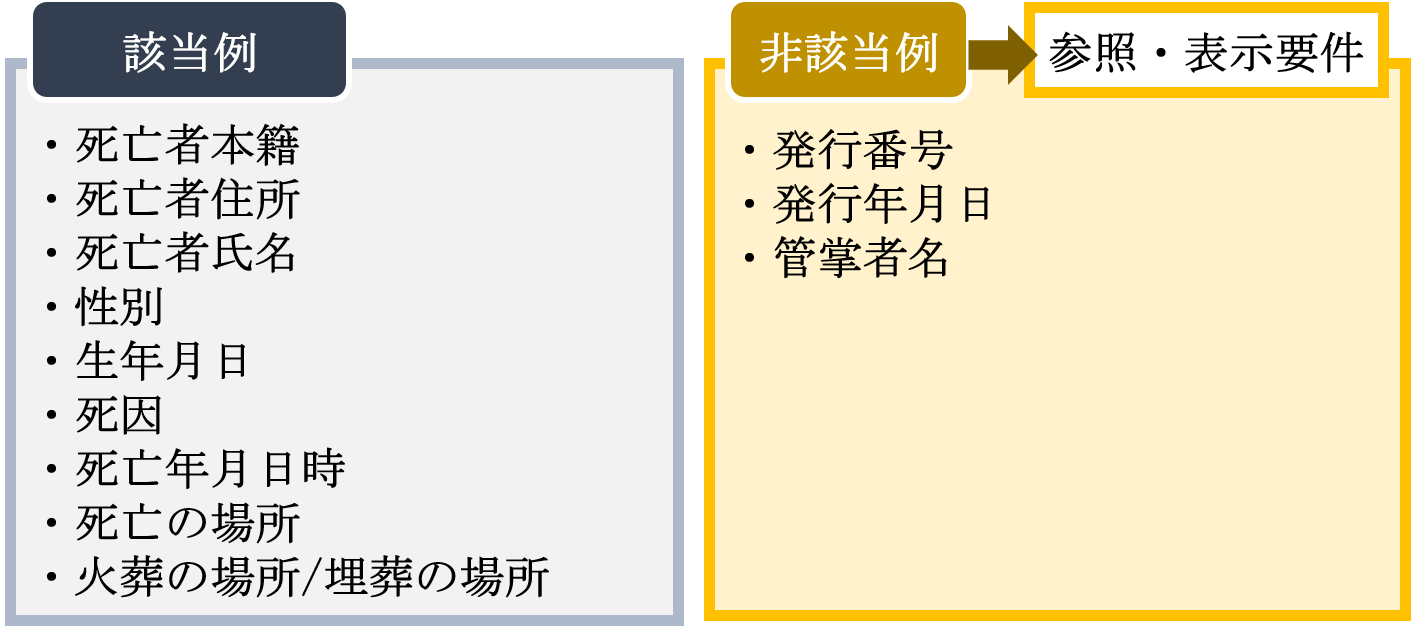 該当例
・死亡者本籍
・死亡者住所
・死亡者氏名
・性別
・生年月日
・死因
・死亡年月日時
・死亡の場所
・火葬の場所/埋葬の場所
非該当例
参照・表示要件
・発行番号
・発行年月日
・管掌者名